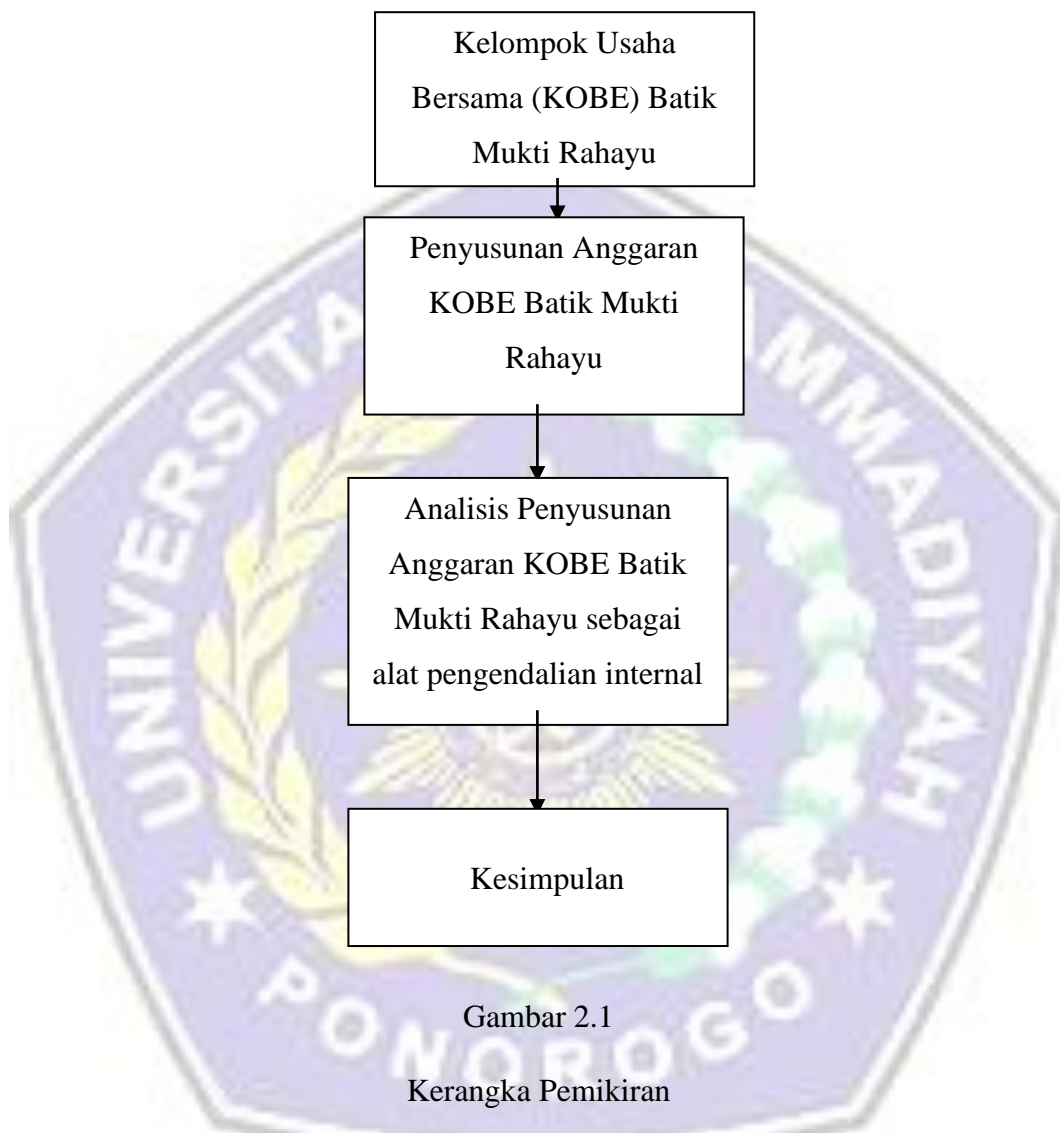 Kelompok Usaha
Bersama (KOBE) Batik
Mukti Rahayu
Penyusunan Anggaran
KOBE Batik Mukti
Rahayu
Analisis Penyusunan
Anggaran KOBE Batik
Mukti Rahayu sebagai
alat pengendalian internal
Kesimpulan
Gambar 2.1
Kerangka Pemikiran
PONOROGO